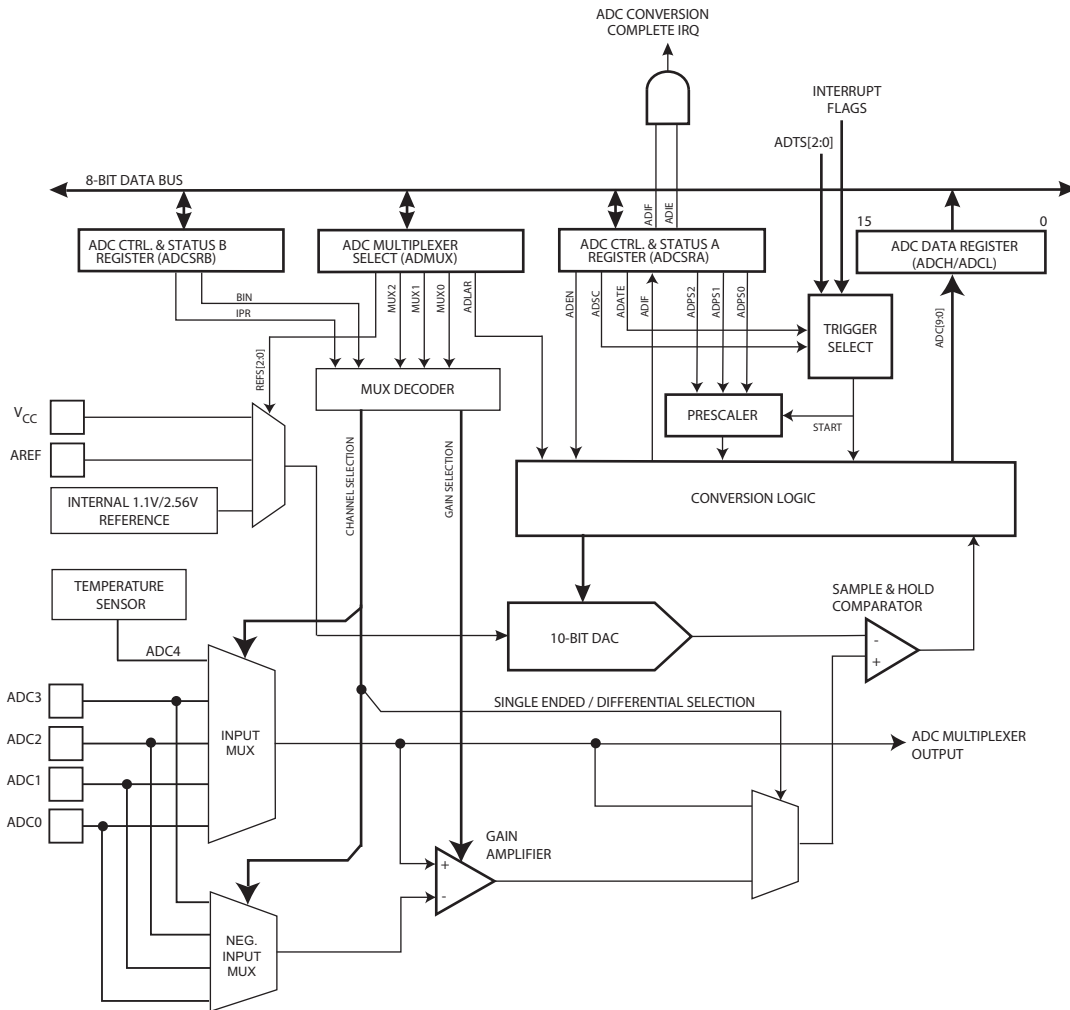 ADC CONVERSION
COMPLETE IRQ
INTERRUPT
FLAGS
ADTS[2:0]
8-BIT DATA BUS
ADIF
ADIE
15
0
ADC CTRL. & STATUS B
REGISTER (ADCSRB)
ADC MULTIPLEXER
SELECT (ADMUX)
ADC CTRL. & STATUS A
REGISTER (ADCSRA)
ADC DATA REGISTER
(ADCH/ADCL)
BIN
IPR
REFS[2:0]
MUX2
MUX1
MUX0
ADLAR
ADEN
ADSC
ADATE
ADIF
ADPS2
ADPS1
ADPS0
TRIGGER
SELECT
ADC[9:0]
MUX DECODER
PRESCALER
START
VCC
AREF
INTERNAL 1.1V/2.56V
REFERENCE
CHANNEL SELECTION
GAIN SELECTION
CONVERSION LOGIC
TEMPERATURE
SENSOR
ADC4
10-BIT DAC
SAMPLE & HOLD
COMPARATOR
-
+
ADC3
ADC2
ADC1
ADC0
INPUT
MUX
SINGLE ENDED / DIFFERENTIAL SELECTION
ADC MULTIPLEXER
OUTPUT
GAIN
AMPLIFIER
+
-
NEG.
INPUT
MUX